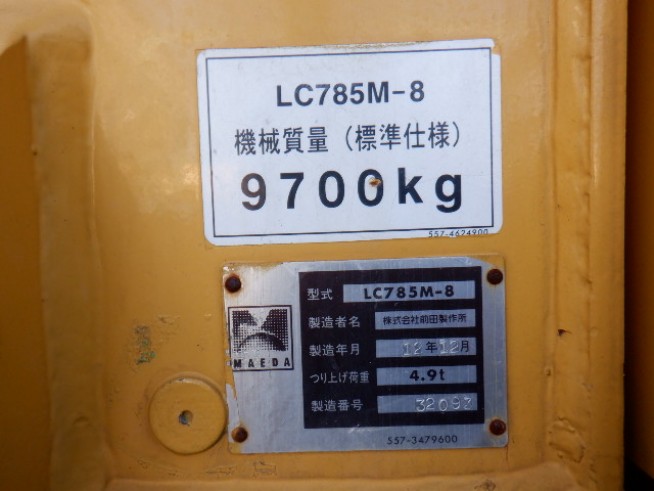 LC785M-8
機械質量（標準仕様）
9700kg
557-4624900
MAEDA
型式 LC785M-8
製造者名 株式会社前田製作所
製造年月 12年12月
つり上げ荷重 4.9t
製造番号 32092
557-3479600